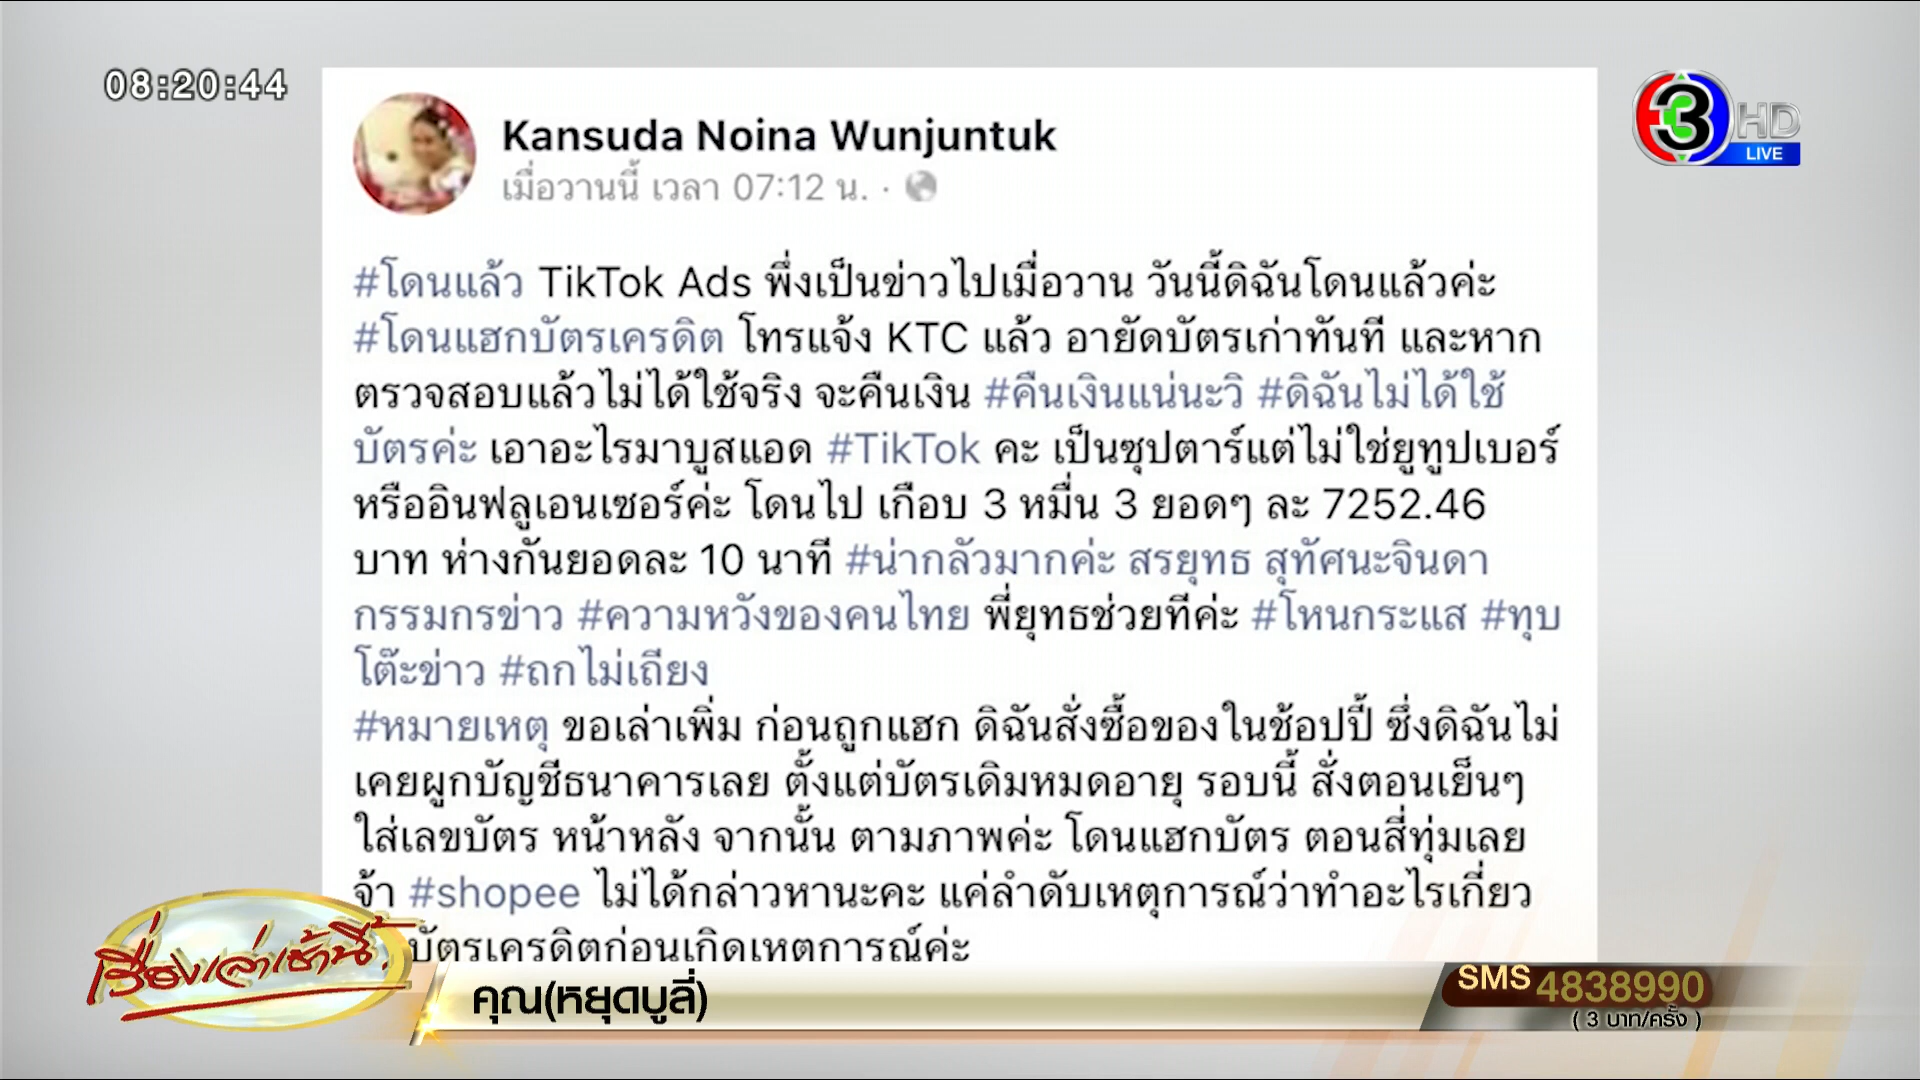 08:20:44
3 HD
LIVE
Kansuda Noina Wunjuntuk
เมื่อวานนี้ เวลา 07:12 น. ·
#โดนแล้ว TikTok Ads พึ่งเป็นข่าวไปเมื่อวาน วันนี้ดิฉันโดนแล้วค่ะ
#โดนแฮกบัตรเครดิต โทรแจ้ง KTC แล้ว อายัดบัตรเก่าทันที และหาก
ตรวจสอบแล้วไม่ได้ใช้จริง จะคืนเงิน #คืนเงินแน่นะวิ #ดิฉันไม่ได้ใช้
บัตรค่ะ เอาอะไรมาบูสแอด #TikTok คะ เป็นซุปตาร์แต่ไม่ใช่ยูทูปเบอร์
หรืออินฟลูเอนเซอร์ค่ะ โดนไป เกือบ 3 หมื่น 3 ยอดๆ ละ 7252.46
บาท ห่างกันยอดละ 10 นาที #น่ากลัวมากค่ะ สรยุทธ สุทัศนะจินดา
กรรมกรข่าว #ความหวังของคนไทย พี่ยุทธช่วยทีค่ะ #โหนกระแส #ทุบ
โต๊ะข่าว #ถกไม่เถียง
#หมายเหตุ ขอเล่าเพิ่ม ก่อนถูกแฮก ดิฉันสั่งซื้อของในช้อปปี้ ซึ่งดิฉันไม่
เคยผูกบัญชีธนาคารเลย ตั้งแต่บัตรเดิมหมดอายุ รอบนี้ สั่งตอนเย็นๆ
ใส่เลขบัตร หน้าหลัง จากนั้น ตามภาพค่ะ โดนแฮกบัตร ตอนสี่ทุ่มเลย
จ้า #shopee ไม่ได้กล่าวหานะคะ แค่ลำดับเหตุการณ์ว่าทำอะไรเกี่ยว
บัตรเครดิตก่อนเกิดเหตุการณ์ค่ะ
เรื่องเล่าเช้านี้
คุณ(หยุดบูลี่)
SMS 4838990
( 3 บาท/ครั้ง )